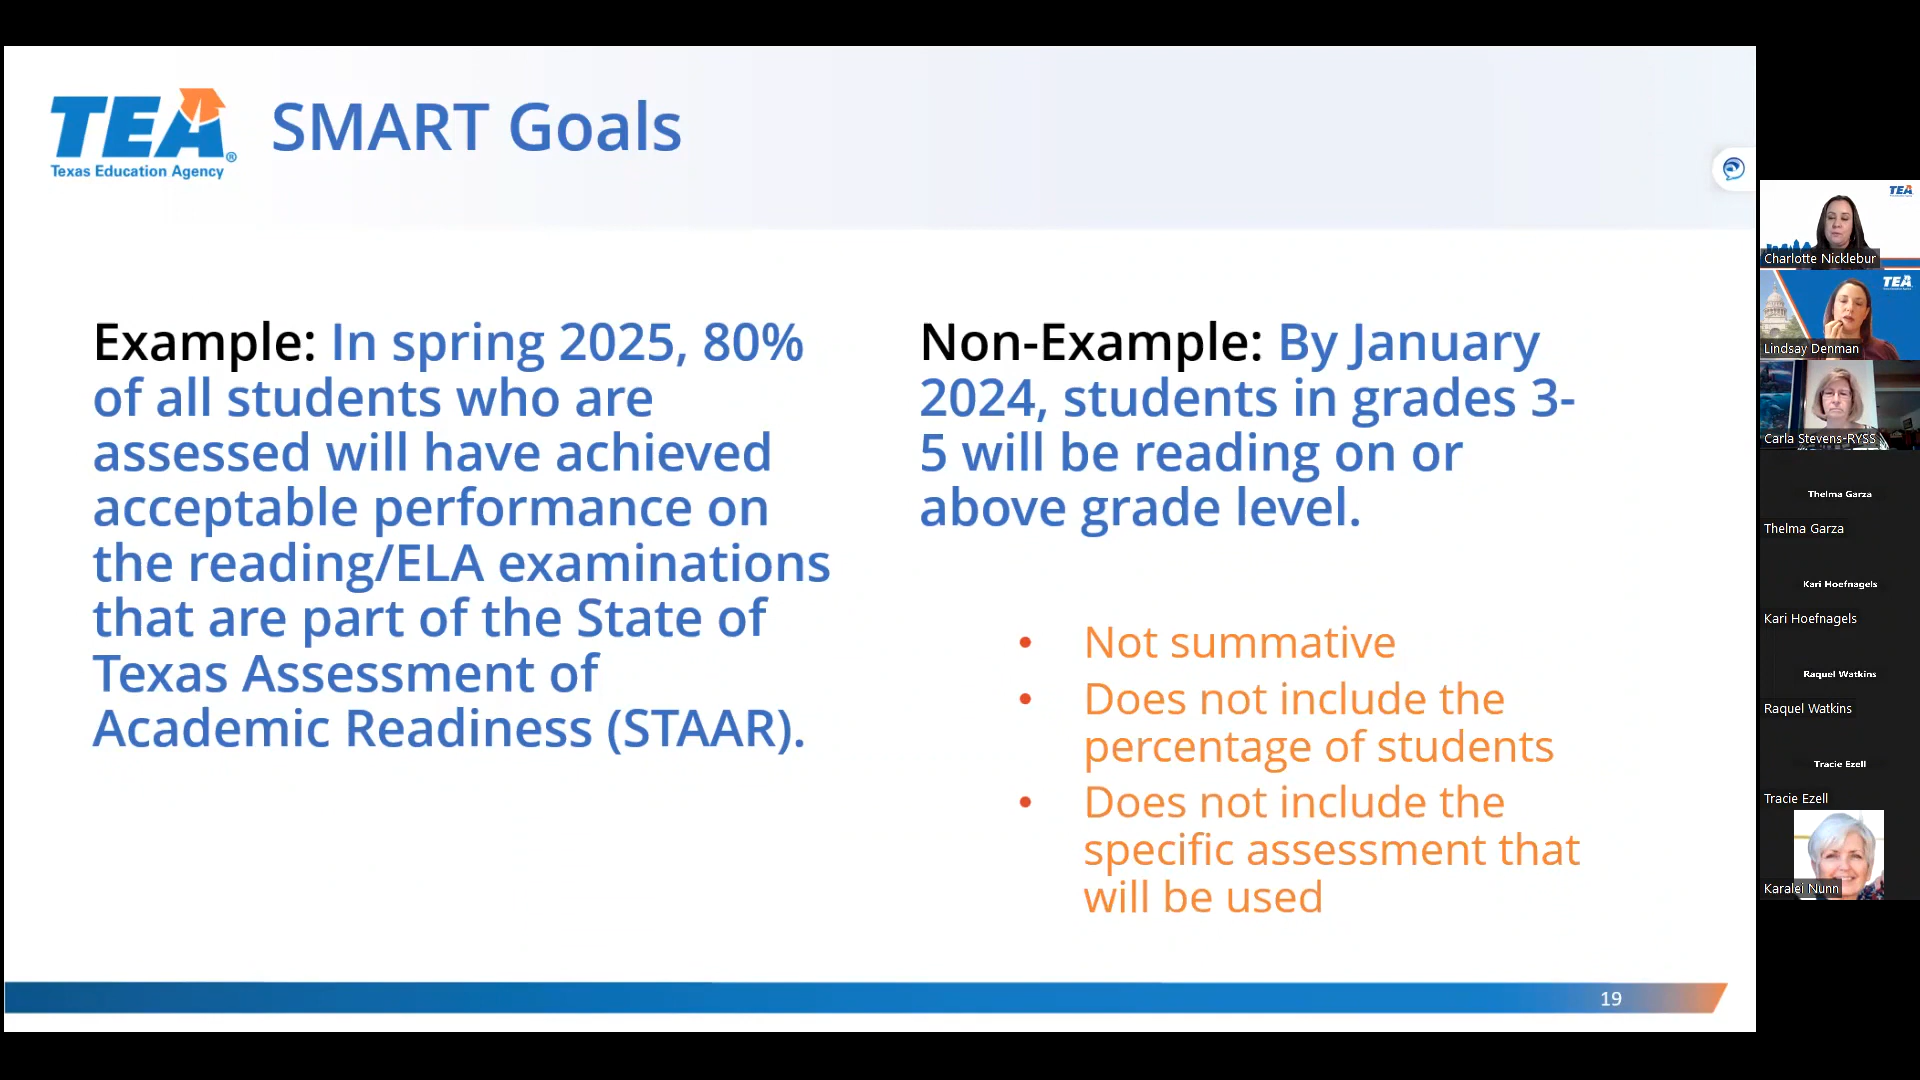 TEA®
Texas Education Agency
SMART Goals
Example: In spring 2025, 80%
of all students who are
assessed will have achieved
acceptable performance on
the reading/ELA examinations
that are part of the State of
Texas Assessment of
Academic Readiness (STAAR).
Non-Example: By January
2024, students in grades 3-
5 will be reading on or
above grade level.
• Not summative
• Does not include the
percentage of students
• Does not include the
specific assessment that
will be used
19
TEA
Charlotte Nicklebur
TEA
Lindsay Denman
Carla Stevens-RYSS
Thelma Garza
Thelma Garza
Kari Hoefnagels
Kari Hoefnagels
Raquel Watkins
Raquel Watkins
Tracie Ezell
Tracie Ezell
Karalei Nunn